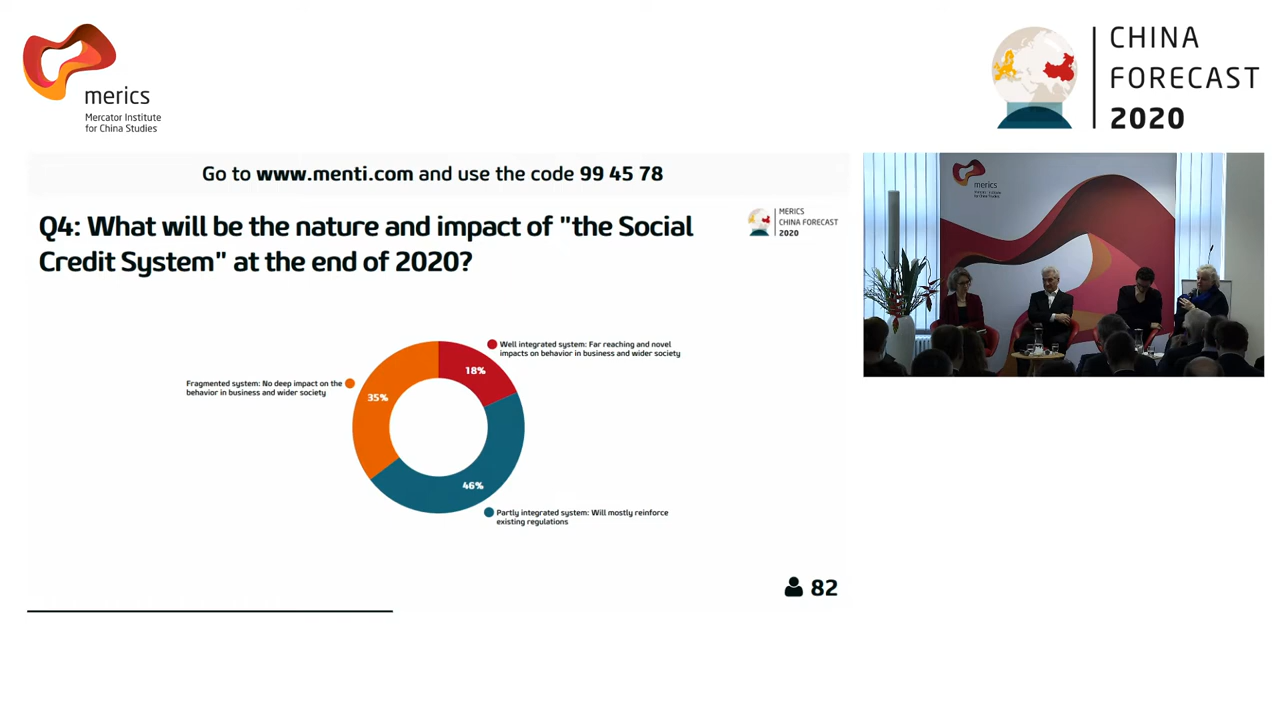 merics
Mercator Institute
for China Studies
CHINA
FORECAST
2020
Go to www.menti.com and use the code 99 45 78
Q4: What will be the nature and impact of "the Social
Credit System" at the end of 2020?
MERICS
CHINA FORECAST
2020
Well integrated system: Far reaching and novel
impacts on behavior in business and wider society
18%
Fragmented system: No deep impact on the
behavior in business and wider society
35%
46%
Partly integrated system: Will mostly reinforce
existing regulations
82
merics